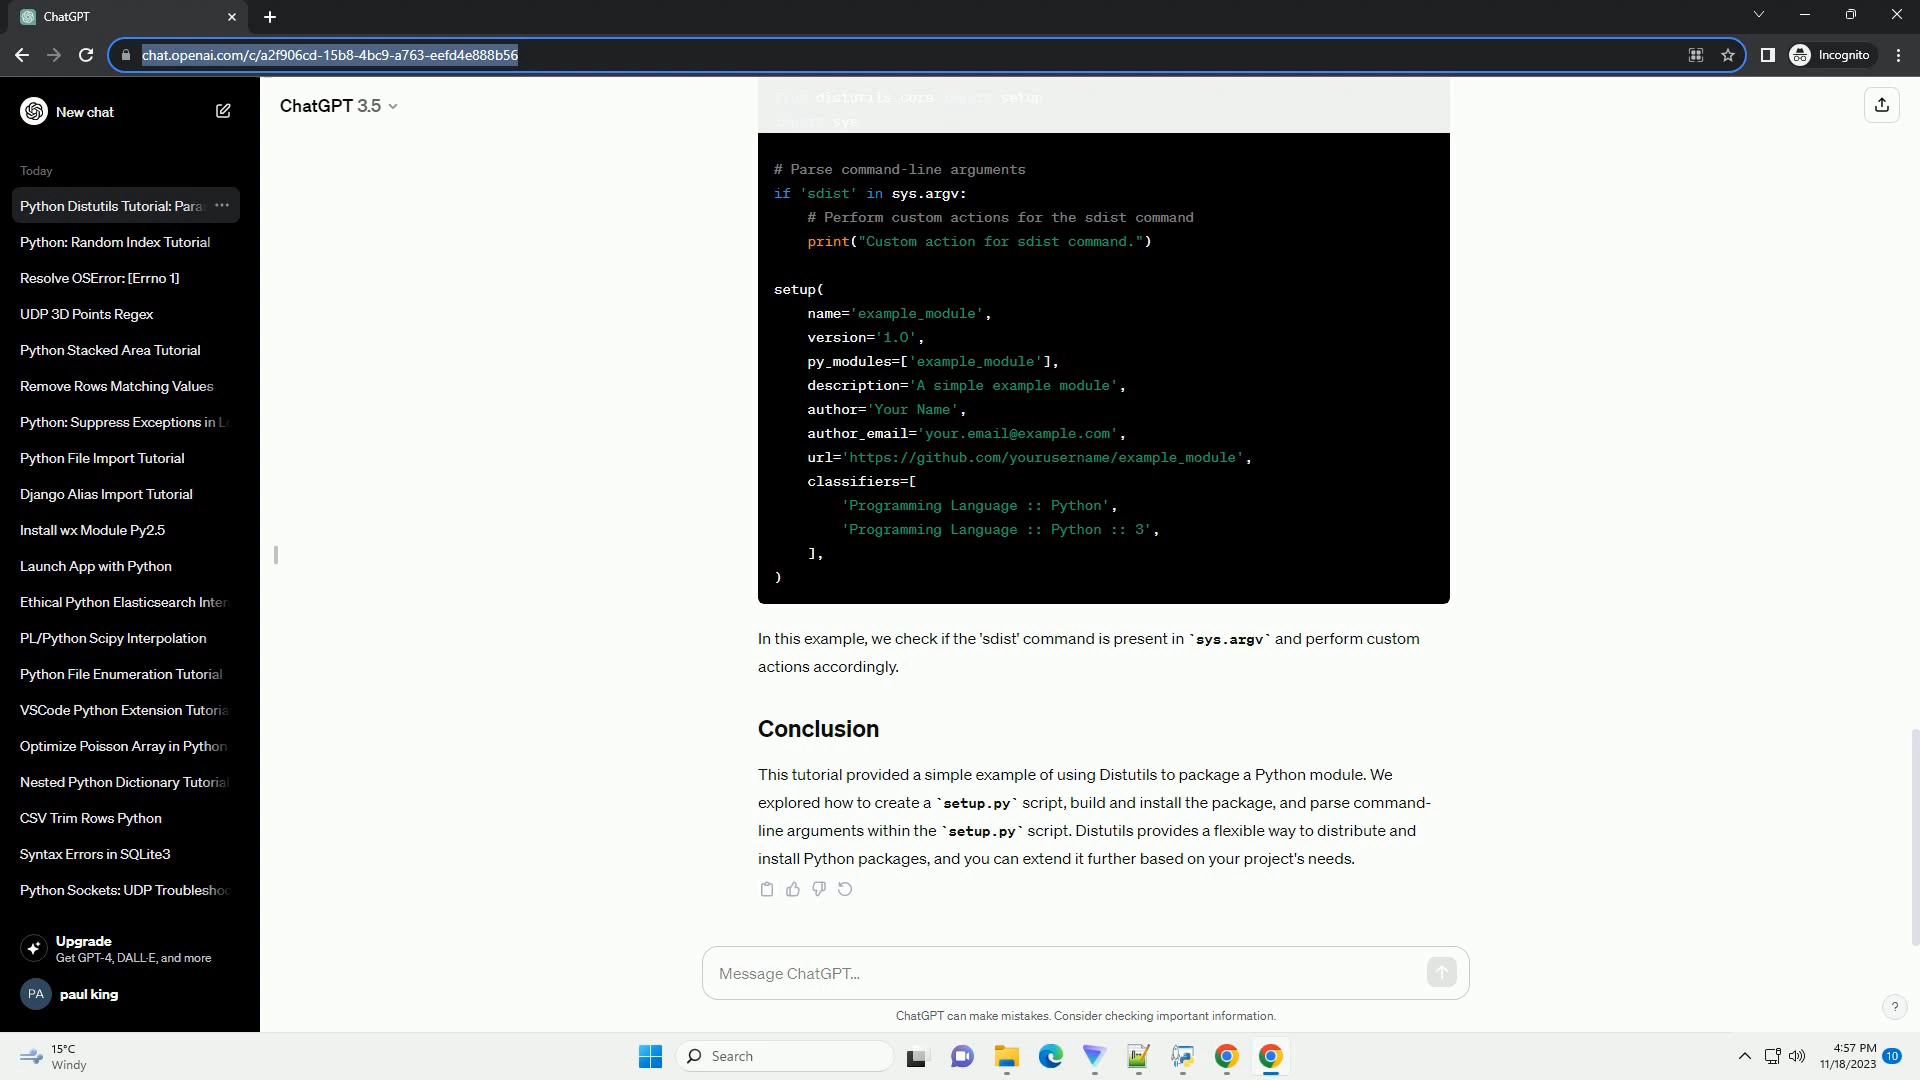 ChatGPT
chat.openai.com/c/a2f906cd-15b8-4bc9-a763-eefd4e888b56
Incognito
New chat
Today
Python Distutils Tutorial: Para
Python: Random Index Tutorial
Resolve OSError: [Errno 1]
UDP 3D Points Regex
Python Stacked Area Tutorial
Remove Rows Matching Values
Python: Suppress Exceptions in L
Python File Import Tutorial
Django Alias Import Tutorial
Install wx Module Py2.5
Launch App with Python
Ethical Python Elasticsearch Inter
PL/Python Scipy Interpolation
Python File Enumeration Tutorial
VSCode Python Extension Tutoria
Optimize Poisson Array in Python
Nested Python Dictionary Tutorial
CSV Trim Rows Python
Syntax Errors in SQLite3
Python Sockets: UDP Troublesho
Upgrade
Get GPT-4, DALL·E, and more
PA
paul king
ChatGPT 3.5
from distutils.core import setup
import sys
# Parse command-line arguments
if 'sdist' in sys.argv:
# Perform custom actions for the sdist command
print("Custom action for sdist command.")
setup(
name='example_module',
version='1.0',
py_modules=['example_module'],
description='A simple example module',
author='Your Name',
author_email='your.email@example.com',
url='https://github.com/yourusername/example_module',
classifiers=[
'Programming Language :: Python',
'Programming Language :: Python :: 3',
],
)
In this example, we check if the 'sdist' command is present in `sys.argv` and perform custom
actions accordingly.
Conclusion
This tutorial provided a simple example of using Distutils to package a Python module. We
explored how to create a `setup.py` script, build and install the package, and parse command-
line arguments within the `setup.py` script. Distutils provides a flexible way to distribute and
install Python packages, and you can extend it further based on your project's needs.
Message ChatGPT...
ChatGPT can make mistakes. Consider checking important information.
?
15°C
Windy
Search
4:57 PM
11/18/2023
10